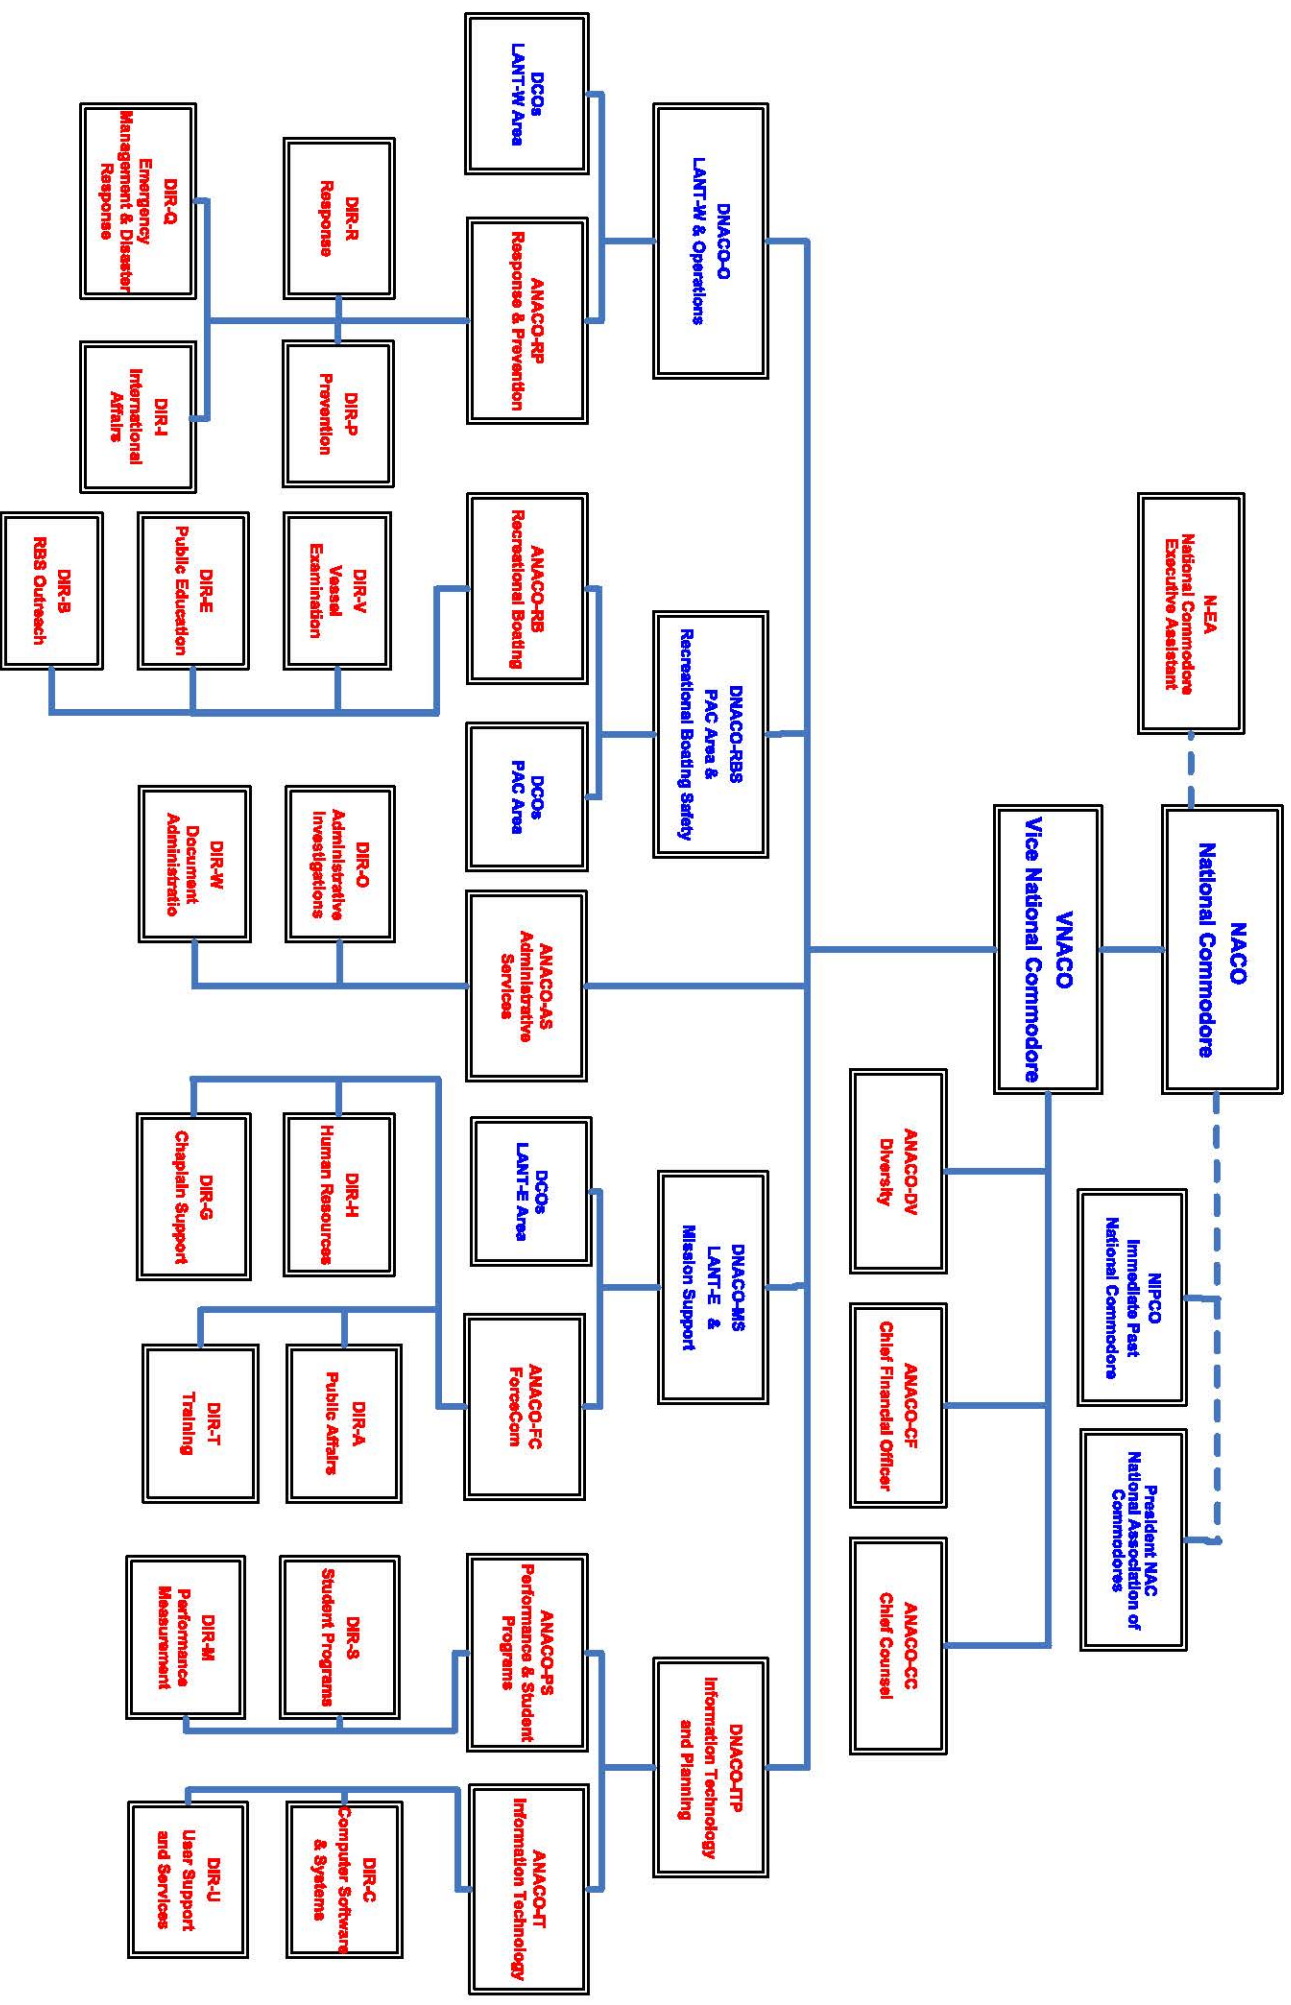 NACO
National Commodore
N-EA
National Commodore
Executive Assistant
NIPCO
Immediate Past
National Commodore
President NAC
National Association of
Commodores
VNACO
Vice National Commodore
ANACO-DV
Diversity
ANACO-CF
Chief Financial Officer
ANACO-CC
Chief Counsel
DNACO-O
LANT-W & Operations
DNACO-RBS
PAC Area &
Recreational Boating Safety
DNACO-MS
LANT-E &
Mission Support
DNACO-ITP
Information Technology
and Planning
DCOs
LANT-W Area
ANACO-RP
Response & Prevention
ANACO-RB
Recreational Boating
DCOs
PAC Area
ANACO-AS
Administrative
Services
DCOs
LANT-E Area
ANACO-FC
ForceCom
ANACO-PS
Performance & Student
Programs
ANACO-IT
Information Technology
DIR-R
Response
DIR-P
Prevention
DIR-V
Vessel
Examination
DIR-O
Administrative
Investigations
DIR-H
Human Resources
DIR-A
Public Affairs
DIR-S
Student Programs
DIR-C
Computer Software
& Systems
DIR-Q
Emergency
Management & Disaster
Response
DIR-I
International
Affairs
DIR-E
Public Education
DIR-W
Document
Administratio
DIR-G
Chaplain Support
DIR-T
Training
DIR-M
Performance
Measurement
DIR-U
User Support
and Services
DIR-B
RBS Outreach